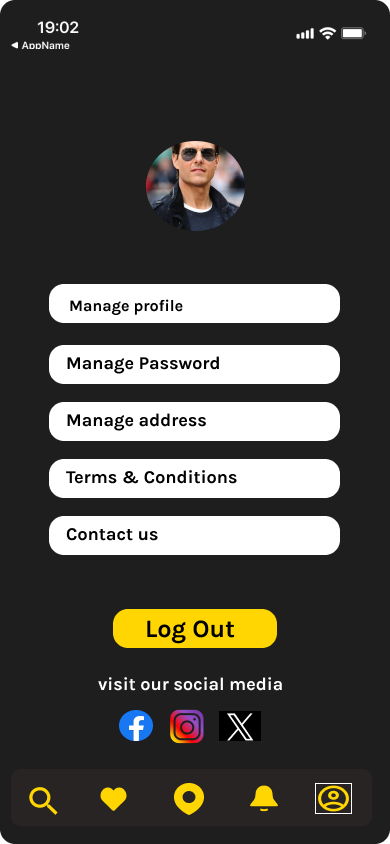 19:02
AppName
Manage profile
Manage Password
Manage address
Terms & Conditions
Contact us
Log Out
visit our social media